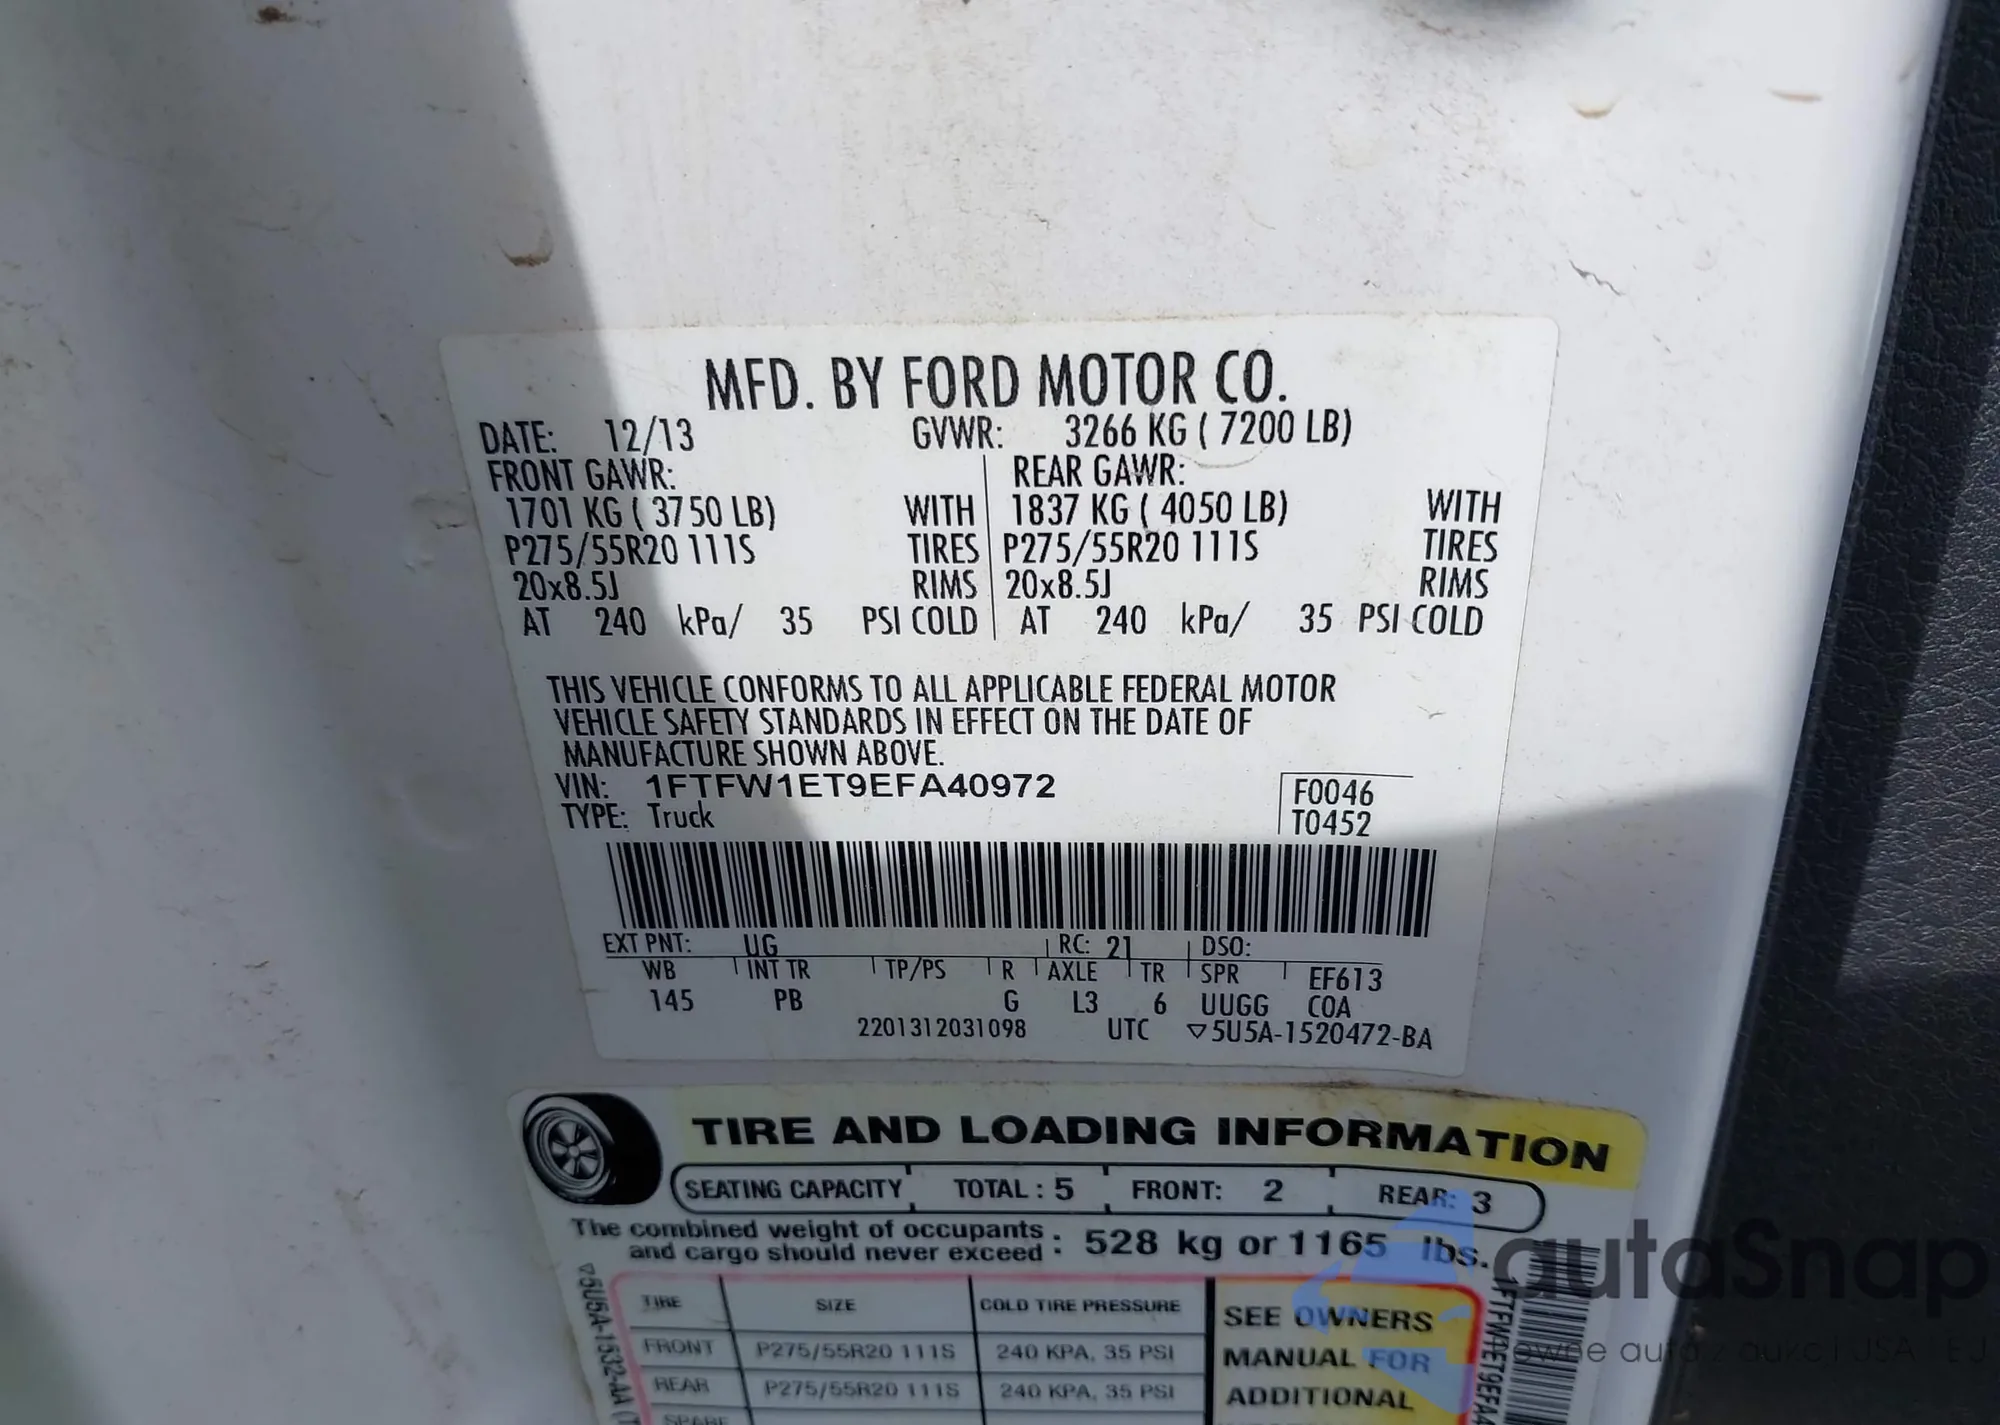 MFD. BY FORD MOTOR CO.
DATE: 12/13 GVWR: 3266 KG ( 7200 LB)
FRONT GAWR: REAR GAWR:
1701 KG ( 3750 LB) WITH 1837 KG ( 4050 LB) WITH
P275/55R20 111S TIRES P275/55R20 111S TIRES
20x8.5J RIMS 20x8.5J RIMS
AT 240 kPa/ 35 PSI COLD AT 240 kPa/ 35 PSI COLD
THIS VEHICLE CONFORMS TO ALL APPLICABLE FEDERAL MOTOR
VEHICLE SAFETY STANDARDS IN EFFECT ON THE DATE OF
MANUFACTURE SHOWN ABOVE.
VIN: 1FTFW1ET9EFA40972 F0046
TYPE: Truck T0452
EXT PNT: UG RC: 21 DSO:
WB INT TR TP/PS R AXLE TR SPR EF613
145 PB G L3 6 UUGG COA
2201312031098 UTC ▽5U5A-1520472-BA
TIRE AND LOADING INFORMATION
SEATING CAPACITY TOTAL : 5 FRONT: 2 REAR: 3
The combined weight of occupants
and cargo should never exceed : 528 kg or 1165 lbs.
TIRE SIZE COLD TIRE PRESSURE SEE OWNERS
FRONT P275/55R20 111S 240 KPA, 35 PSI MANUAL FOR
REAR P275/55R20 111S 240 KPA, 35 PSI ADDITIONAL
SPARE
▽5U5A-1532-AA
1FTFW1ET9EFA4
autaSnap